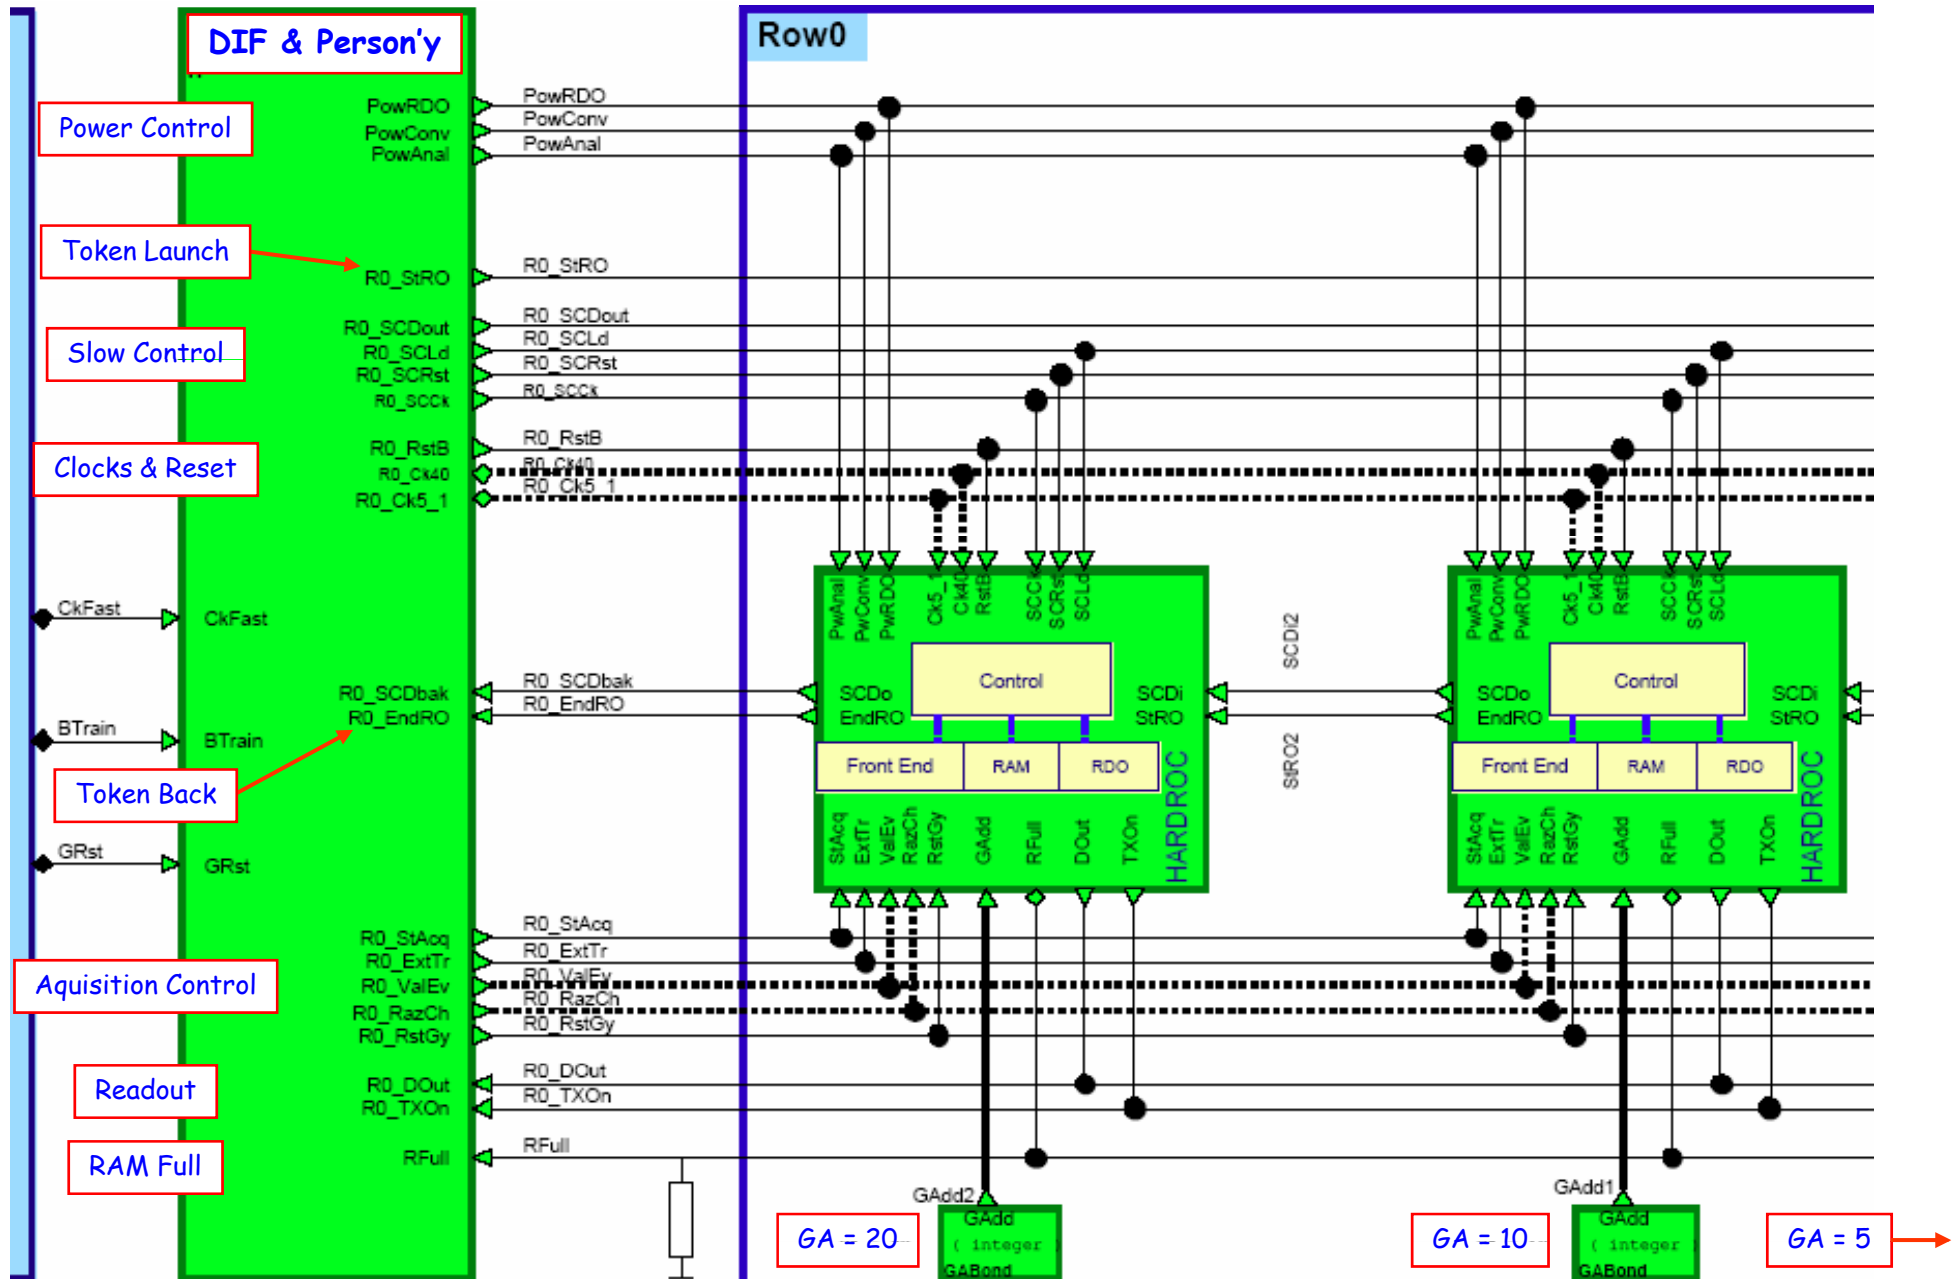 DIF & Person'y
Row0
Power Control
PowRDO
PowConv
PowAnal
PowRDO
PowConv
PowAnal
Token Launch
R0_StRO
R0_StRO
Slow Control
R0_SCDout
R0_SCLd
R0_SCRst
R0_SCCk
R0_SCDout
R0_SCLd
R0_SCRst
R0_SCCk
Clocks & Reset
R0_RstB
R0_Ck40
R0_Ck5_1
R0_RstB
R0_Ck40
R0_Ck5_1
CkFast
CkFast
BTrain
BTrain
GRst
GRst
R0_SCDbak
R0_EndRO
R0_SCDbak
R0_EndRO
Token Back
PwAnal
PwConv
PwRDO
Ck5_1
Ck40
RstB
SCCk
SCRst
SCLd
Control
SCDo
EndRO
SCDi
StRO
Front End
RAM
RDO
HARDROC
StAcq
ExtTr
ValEv
RazCh
RstGy
GAdd
RFull
DOut
TXOn
SCDi2
StRO2
PwAnal
PwConv
PwRDO
Ck5_1
Ck40
RstB
SCCk
SCRst
SCLd
Control
SCDo
EndRO
SCDi
StRO
Front End
RAM
RDO
HARDROC
StAcq
ExtTr
ValEv
RazCh
RstGy
GAdd
RFull
DOut
TXOn
Aquisition Control
R0_StAcq
R0_ExtTr
R0_ValEv
R0_RazCh
R0_RstGy
R0_StAcq
R0_ExtTr
R0_ValEv
R0_RazCh
R0_RstGy
Readout
R0_DOut
R0_TXOn
R0_DOut
R0_TXOn
RAM Full
RFull
RFull
GAdd2
GAdd
( integer )
GABond
GA = 20
GAdd1
GAdd
( integer )
GABond
GA = 10
GA = 5